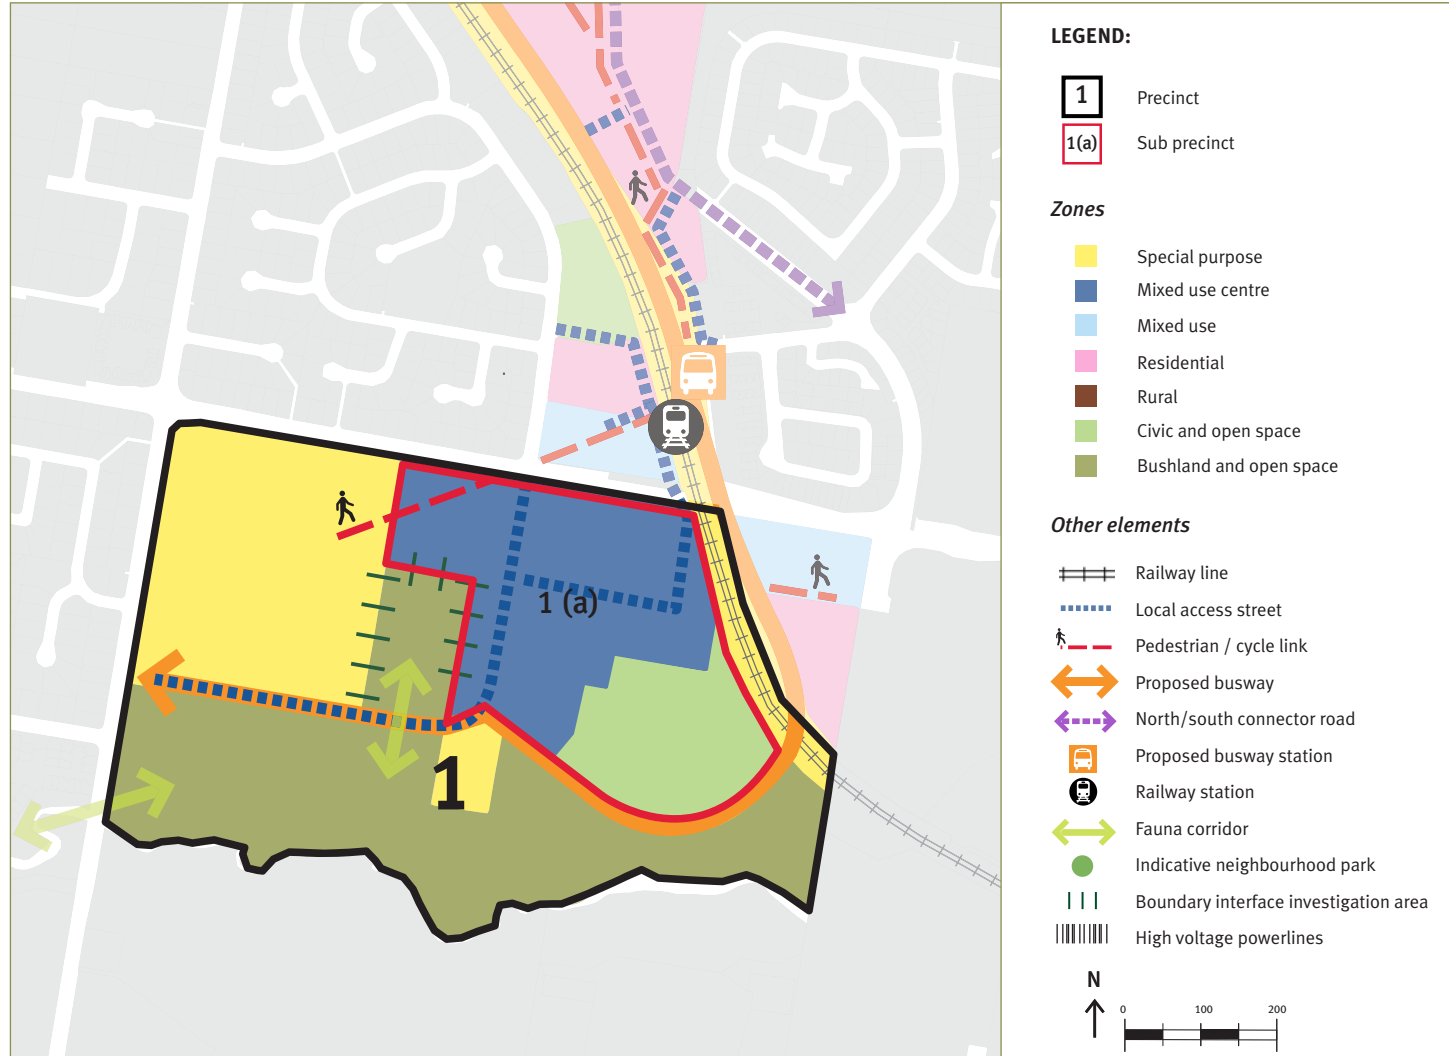 1 (a)
1
LEGEND:
1
Precinct
1(a)
Sub precinct
Zones
Special purpose
Mixed use centre
Mixed use
Residential
Rural
Civic and open space
Bushland and open space
Other elements
Railway line
Local access street
Pedestrian / cycle link
Proposed busway
North/south connector road
Proposed busway station
Railway station
Fauna corridor
Indicative neighbourhood park
Boundary interface investigation area
High voltage powerlines
N
0 100 200